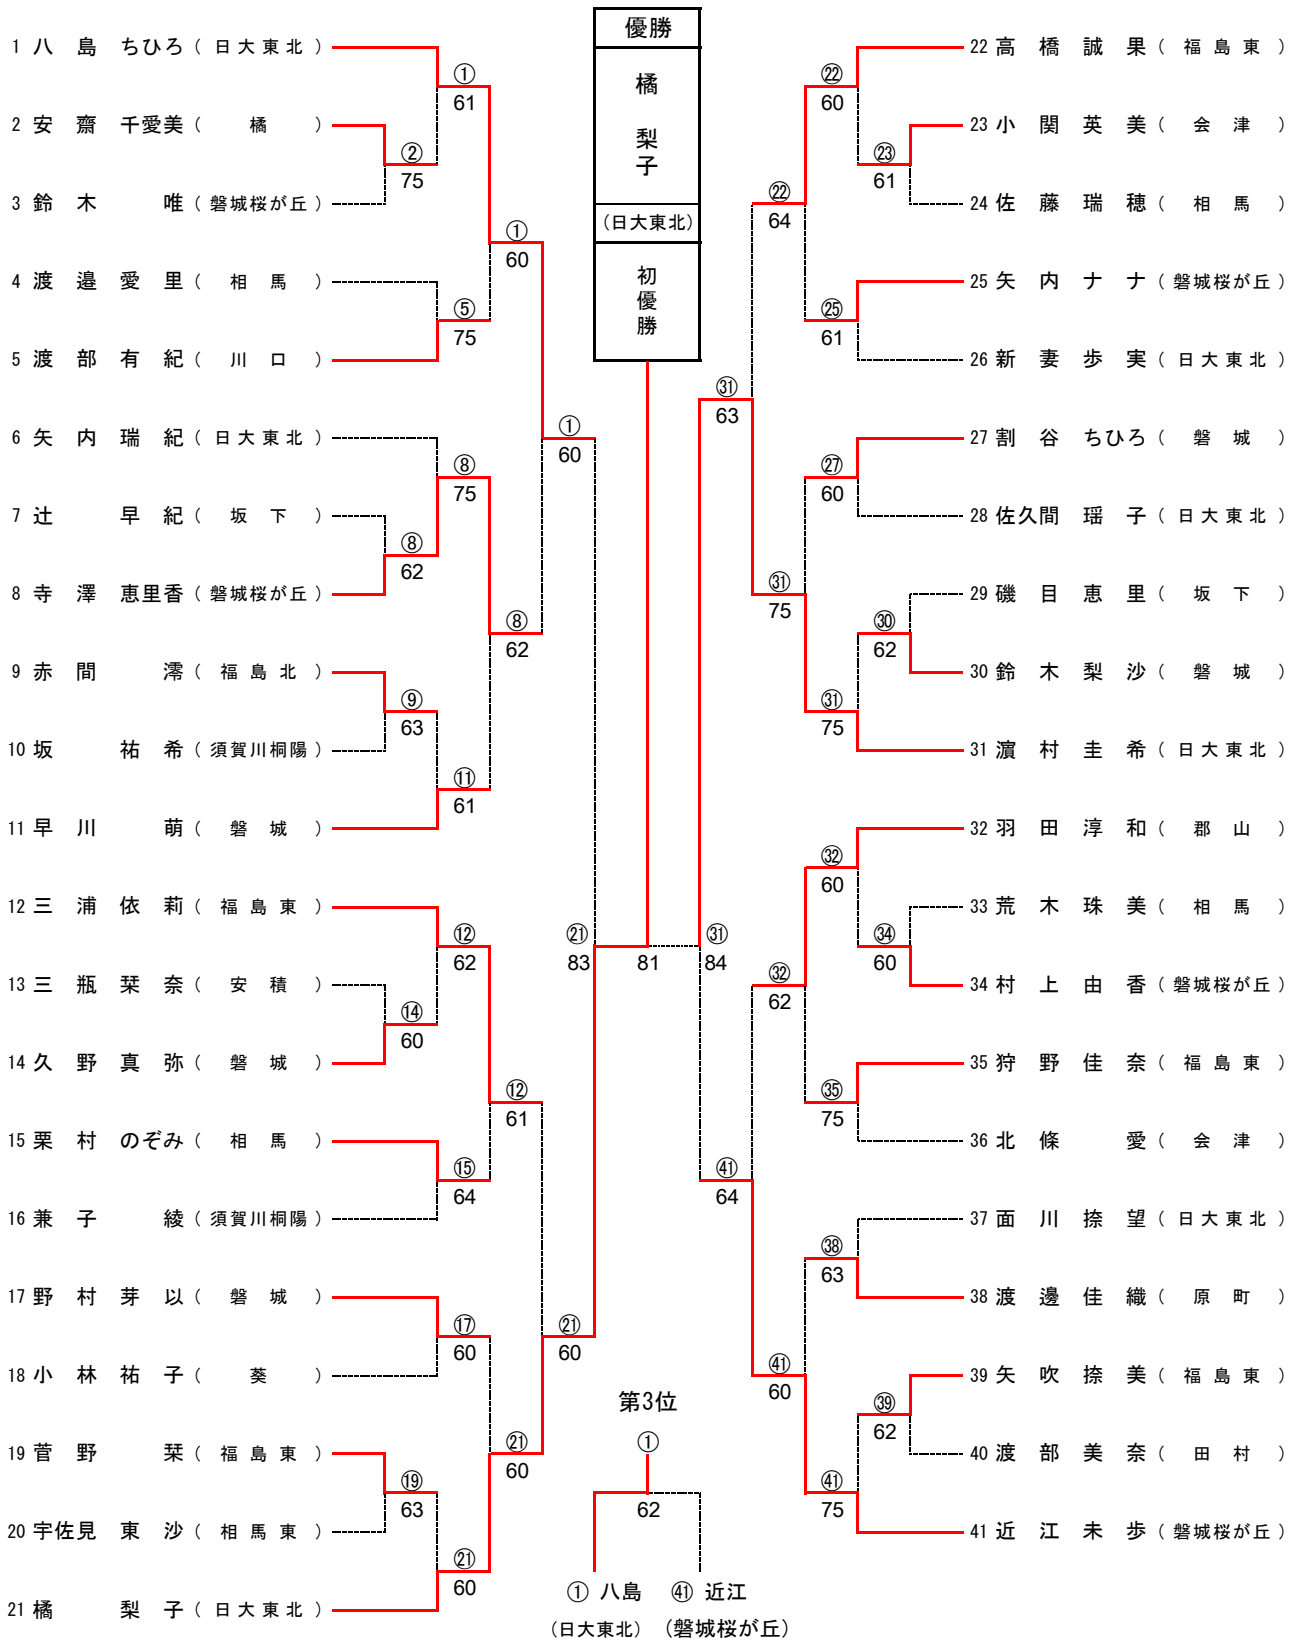 優勝
橘 梨子
(日大東北)
初優勝
1 八島 ちひろ ( 日大東北 )
2 安齋 千愛美 ( 橘 )
3 鈴木 唯 ( 磐城桜が丘 )
4 渡邉 愛里 ( 相馬 )
5 渡部 有紀 ( 川口 )
6 矢内 瑞紀 ( 日大東北 )
7 辻 早紀 ( 坂下 )
8 寺澤 恵里香 ( 磐城桜が丘 )
9 赤間 澪 ( 福島北 )
10 坂 祐希 ( 須賀川桐陽 )
11 早川 萌 ( 磐城 )
12 三浦 依莉 ( 福島東 )
13 三瓶 栞奈 ( 安積 )
14 久野 真弥 ( 磐城 )
15 栗村 のぞみ ( 相馬 )
16 兼子 綾 ( 須賀川桐陽 )
17 野村 芽以 ( 磐城 )
18 小林 祐子 ( 葵 )
19 菅野 栞 ( 福島東 )
20 宇佐見 東沙 ( 相馬東 )
21 橘 梨子 ( 日大東北 )
② 75
⑧ 62
⑭ 60
⑲ 63
① 61
⑤ 75
⑧ 75
⑨ 63
⑪ 61
⑫ 62
⑮ 64
⑰ 60
㉑ 60
① 60
⑧ 62
⑫ 61
㉑ 60
① 60
㉑ 60
㉑ 83
81
㉛ 84
㉛ 63
㊶ 64
㉒ 64
㉛ 75
㉜ 62
㊶ 60
㉒ 60
㉕ 61
㉗ 60
㉛ 75
㉜ 60
㉟ 75
㊳ 63
㊶ 75
㉓ 61
㉚ 62
㉞ 60
㊴ 62
22 高橋 誠果 ( 福島東 )
23 小関 英美 ( 会津 )
24 佐藤 瑞穂 ( 相馬 )
25 矢内 ナナ ( 磐城桜が丘 )
26 新妻 歩実 ( 日大東北 )
27 割谷 ちひろ ( 磐城 )
28 佐久間 瑶子 ( 日大東北 )
29 磯目 恵里 ( 坂下 )
30 鈴木 梨沙 ( 磐城 )
31 濵村 圭希 ( 日大東北 )
32 羽田 淳和 ( 郡山 )
33 荒木 珠美 ( 相馬 )
34 村上 由香 ( 磐城桜が丘 )
35 狩野 佳奈 ( 福島東 )
36 北條 愛 ( 会津 )
37 面川 捺望 ( 日大東北 )
38 渡邊 佳織 ( 原町 )
39 矢吹 捺美 ( 福島東 )
40 渡部 美奈 ( 田村 )
41 近江 未歩 ( 磐城桜が丘 )
第3位
①
62
① 八島 ㊶ 近江
(日大東北) (磐城桜が丘)